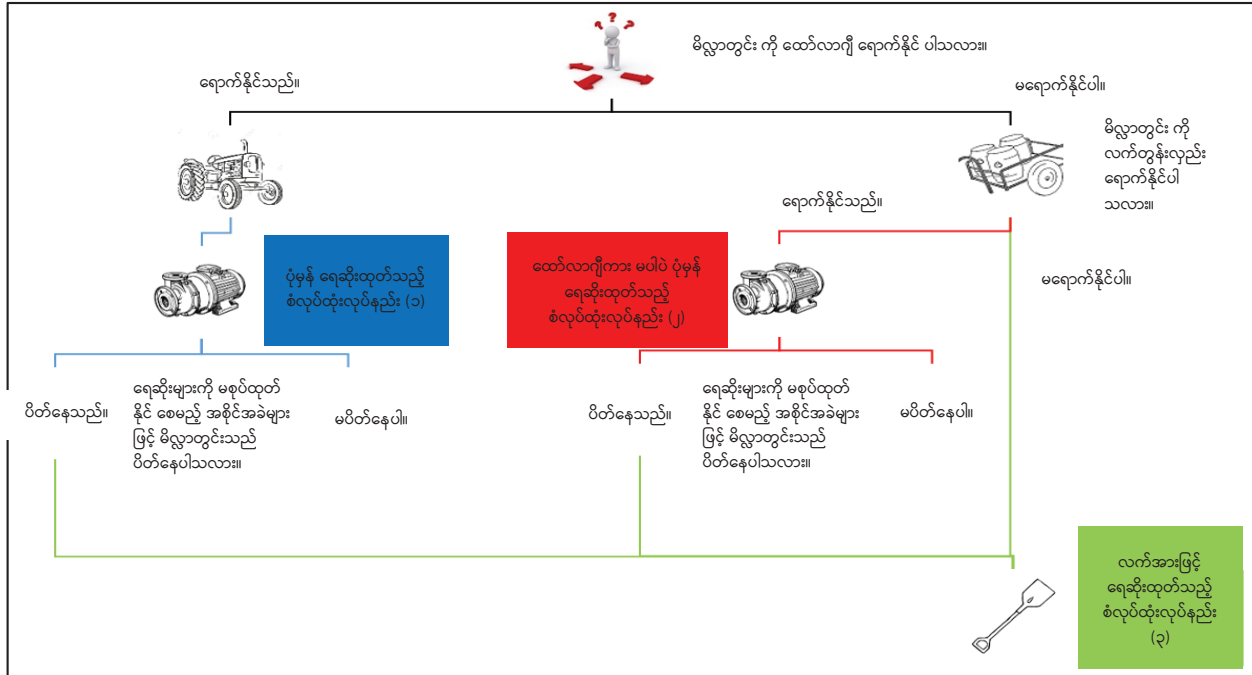 ???
မိလ္လာတွင်း ကို ထော်လာဂျီ ရောက်နိုင် ပါသလား။
ရောက်နိုင်သည်။
မရောက်နိုင်ပါ။
မိလ္လာတွင်း ကို
လက်တွန်းလှည်း
ရောက်နိုင်ပါ
သလား။
ရောက်နိုင်သည်။
ပုံမှန် ရေဆိုးထုတ်သည့်
စံလုပ်ထုံးလုပ်နည်း (၁)
ထော်လာဂျီကား မပါပဲ ပုံမှန်
ရေဆိုးထုတ်သည့်
စံလုပ်ထုံးလုပ်နည်း (၂)
မရောက်နိုင်ပါ။
ပိတ်နေသည်။
ရေဆိုးများကို မစုပ်ထုတ်
နိုင် စေမည့် အစိုင်အခဲများ
ဖြင့် မိလ္လာတွင်းသည်
ပိတ်နေပါသလား။
မပိတ်နေပါ။
ပိတ်နေသည်။
ရေဆိုးများကို မစုပ်ထုတ်
နိုင် စေမည့် အစိုင်အခဲများ
ဖြင့် မိလ္လာတွင်းသည်
ပိတ်နေပါသလား။
မပိတ်နေပါ။
လက်အားဖြင့်
ရေဆိုးထုတ်သည့်
စံလုပ်ထုံးလုပ်နည်း
(၃)